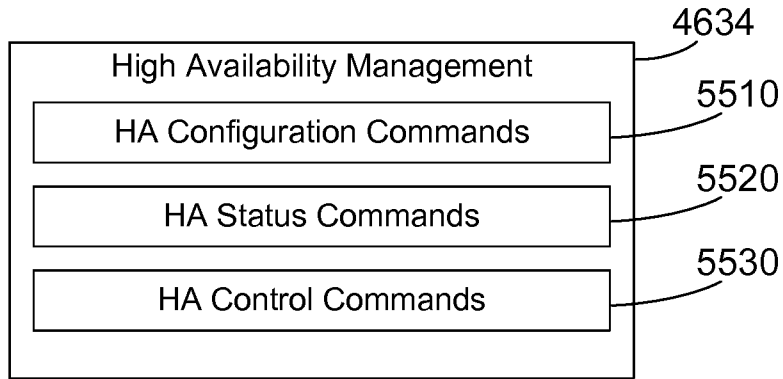 4634
High Availability Management
5510
HA Configuration Commands
5520
HA Status Commands
5530
HA Control Commands